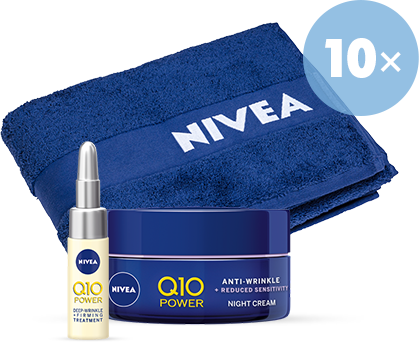 10×
NIVEA
NIVEA
Q10
POWER
DEEP-WRINKLE
+ FIRMING
TREATMENT
NIVEA
Q10
POWER
ANTI-WRINKLE
+ REDUCED SENSITIVITY
NIGHT CREAM